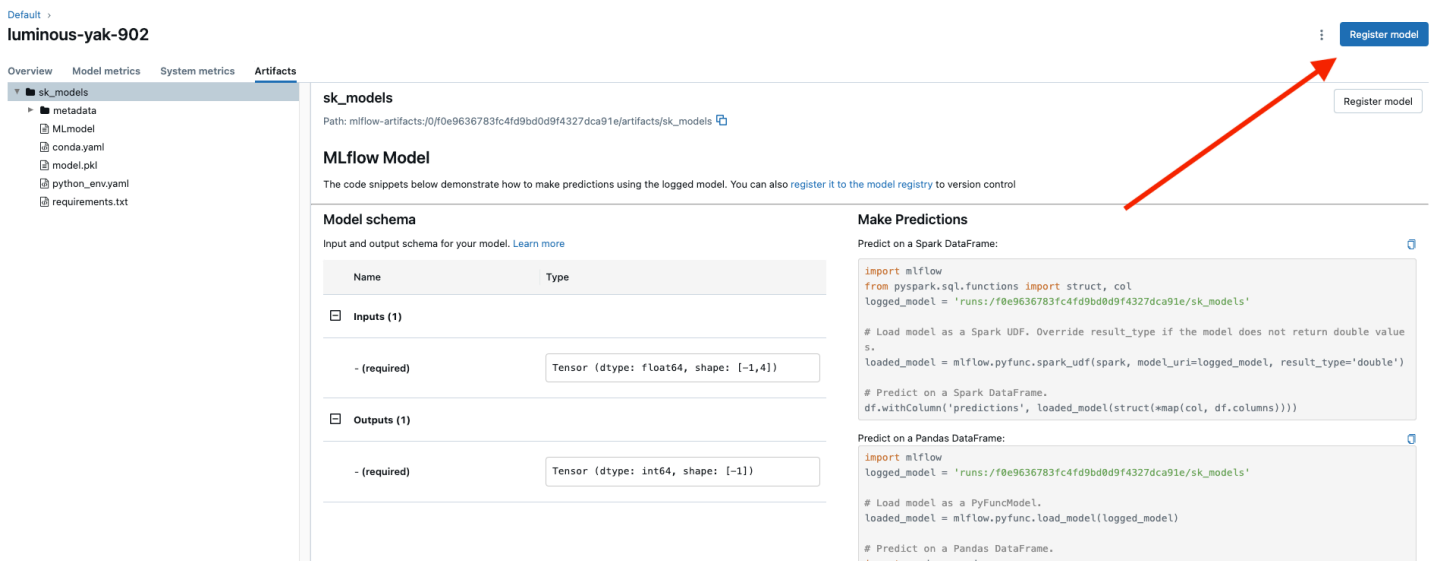 Default ›
luminous-yak-902
Register model
Overview Model metrics System metrics Artifacts
sk_models
metadata
MLmodel
conda.yaml
model.pkl
python_env.yaml
requirements.txt
sk_models
Register model
Path: mlflow-artifacts:/0/f0e9636783fc4fd9bd0d9f4327dca91e/artifacts/sk_models
MLflow Model
The code snippets below demonstrate how to make predictions using the logged model. You can also register it to the model registry to version control
Model schema
Input and output schema for your model. Learn more
Name Type
Inputs (1)
- (required) Tensor (dtype: float64, shape: [-1,4])
Outputs (1)
- (required) Tensor (dtype: int64, shape: [-1])
Make Predictions
Predict on a Spark DataFrame:
import mlflow
from pyspark.sql.functions import struct, col
logged_model = 'runs:/f0e9636783fc4fd9bd0d9f4327dca91e/sk_models'
# Load model as a Spark UDF. Override result_type if the model does not return double value
s.
loaded_model = mlflow.pyfunc.spark_udf(spark, model_uri=logged_model, result_type='double')
# Predict on a Spark DataFrame.
df.withColumn('predictions', loaded_model(struct(*map(col, df.columns))))
Predict on a Pandas DataFrame:
import mlflow
logged_model = 'runs:/f0e9636783fc4fd9bd0d9f4327dca91e/sk_models'
# Load model as a PyFuncModel.
loaded_model = mlflow.pyfunc.load_model(logged_model)
# Predict on a Pandas DataFrame.